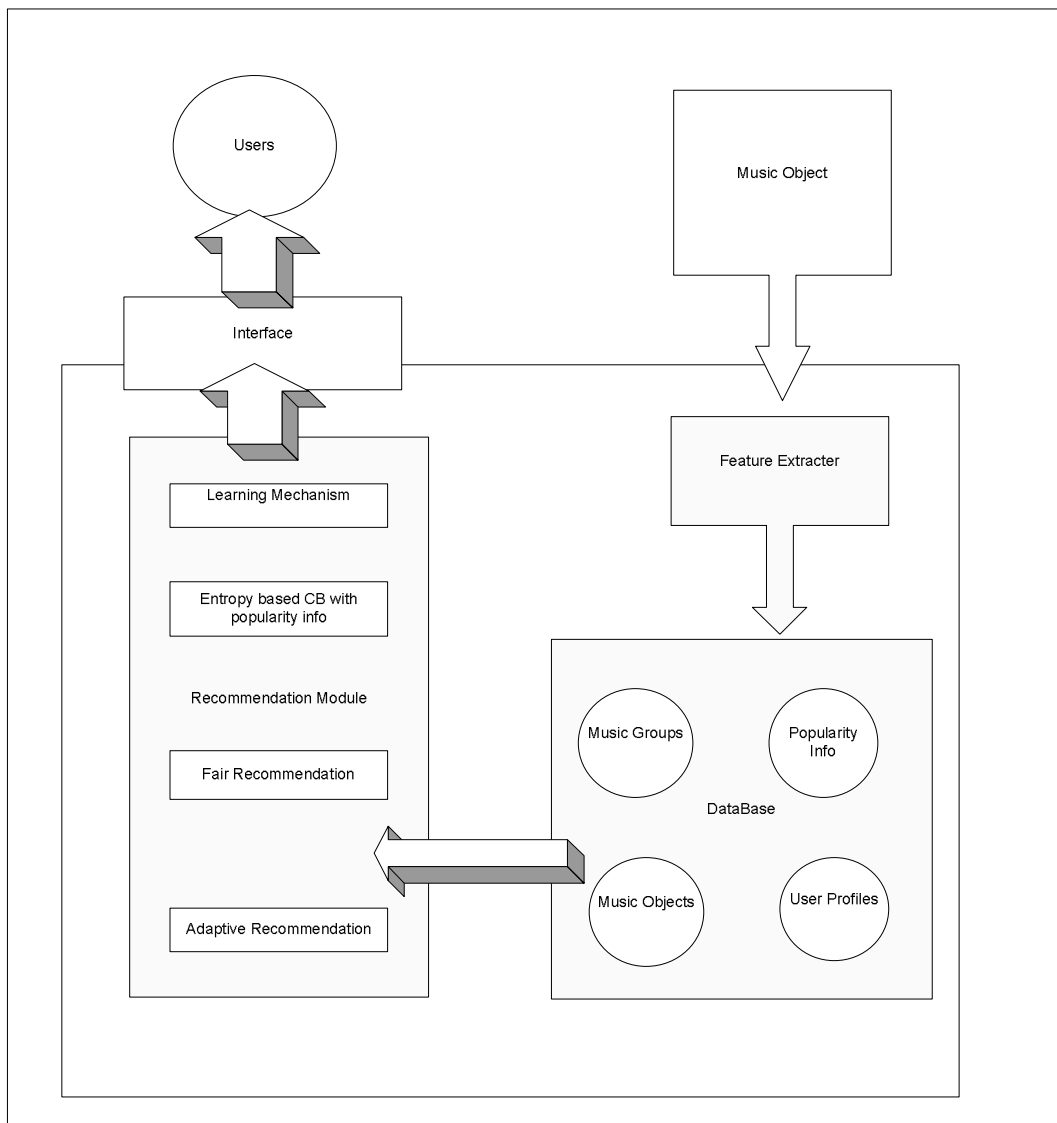 Users
Music Object
Interface
Feature Extracter
Learning Mechanism
Entropy based CB with
popularity info
Recommendation Module
Fair Recommendation
Adaptive Recommendation
Music Groups
Popularity
Info
DataBase
Music Objects
User Profiles